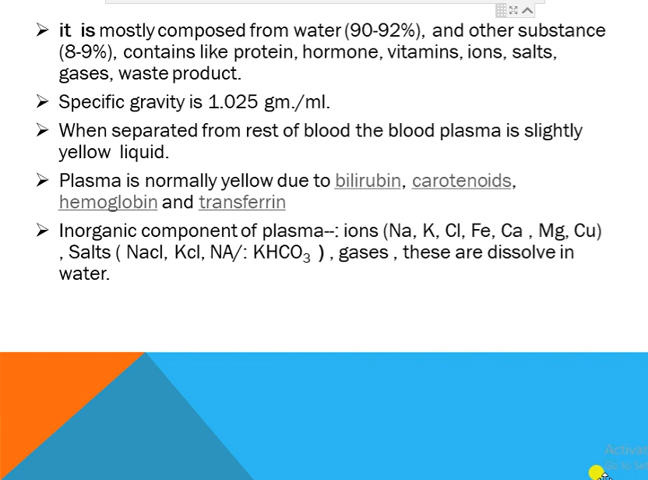 it is mostly composed from water (90-92%), and other substance
(8-9%), contains like protein, hormone, vitamins, ions, salts,
gases, waste product.
Specific gravity is 1.025 gm./ml.
When separated from rest of blood the blood plasma is slightly
yellow liquid.
Plasma is normally yellow due to bilirubin, carotenoids,
hemoglobin and transferrin
Inorganic component of plasma--: ions (Na, K, Cl, Fe, Ca , Mg, Cu)
, Salts ( Nacl, Kcl, NA/: KHCO₃ ) , gases , these are dissolve in
water.